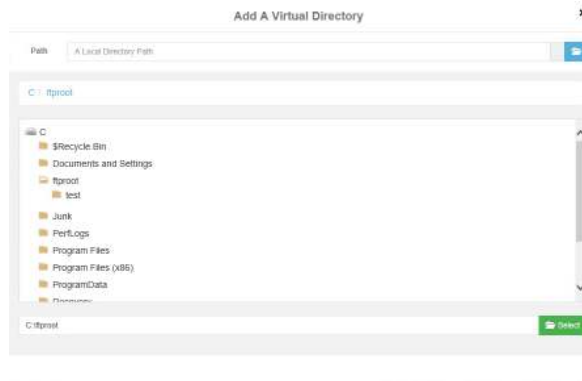 Add A Virtual Directory
Path A Local Directory Path
C / ftproot
C
$Recycle.Bin
Documents and Settings
ftproot
test
Junk
PerfLogs
Program Files
Program Files (x86)
ProgramData
Recovery
C:\ftproot Select